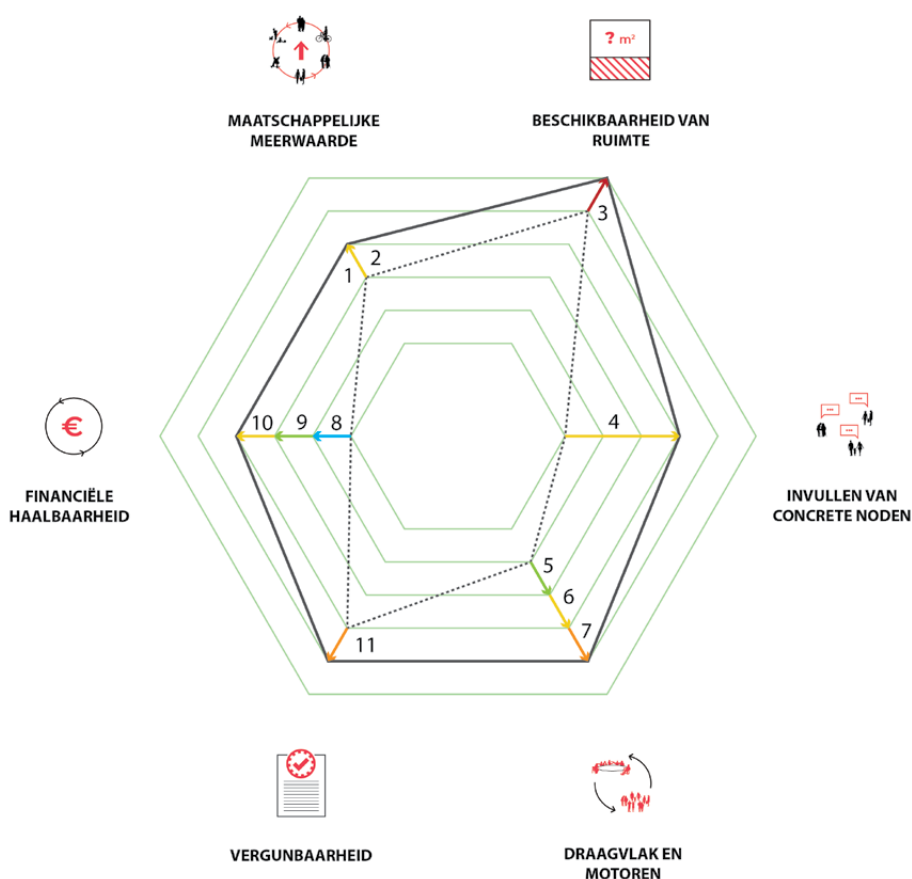 ? m²
MAATSCHAPPELIJKE
MEERWAARDE
BESCHIKBAARHEID VAN
RUIMTE
3
2
1
10
9
8
4
€
FINANCIËLE
HAALBAARHEID
INVULLEN VAN
CONCRETE NODEN
5
6
7
11
VERGUNBAARHEID
DRAAGVLAK EN
MOTOREN